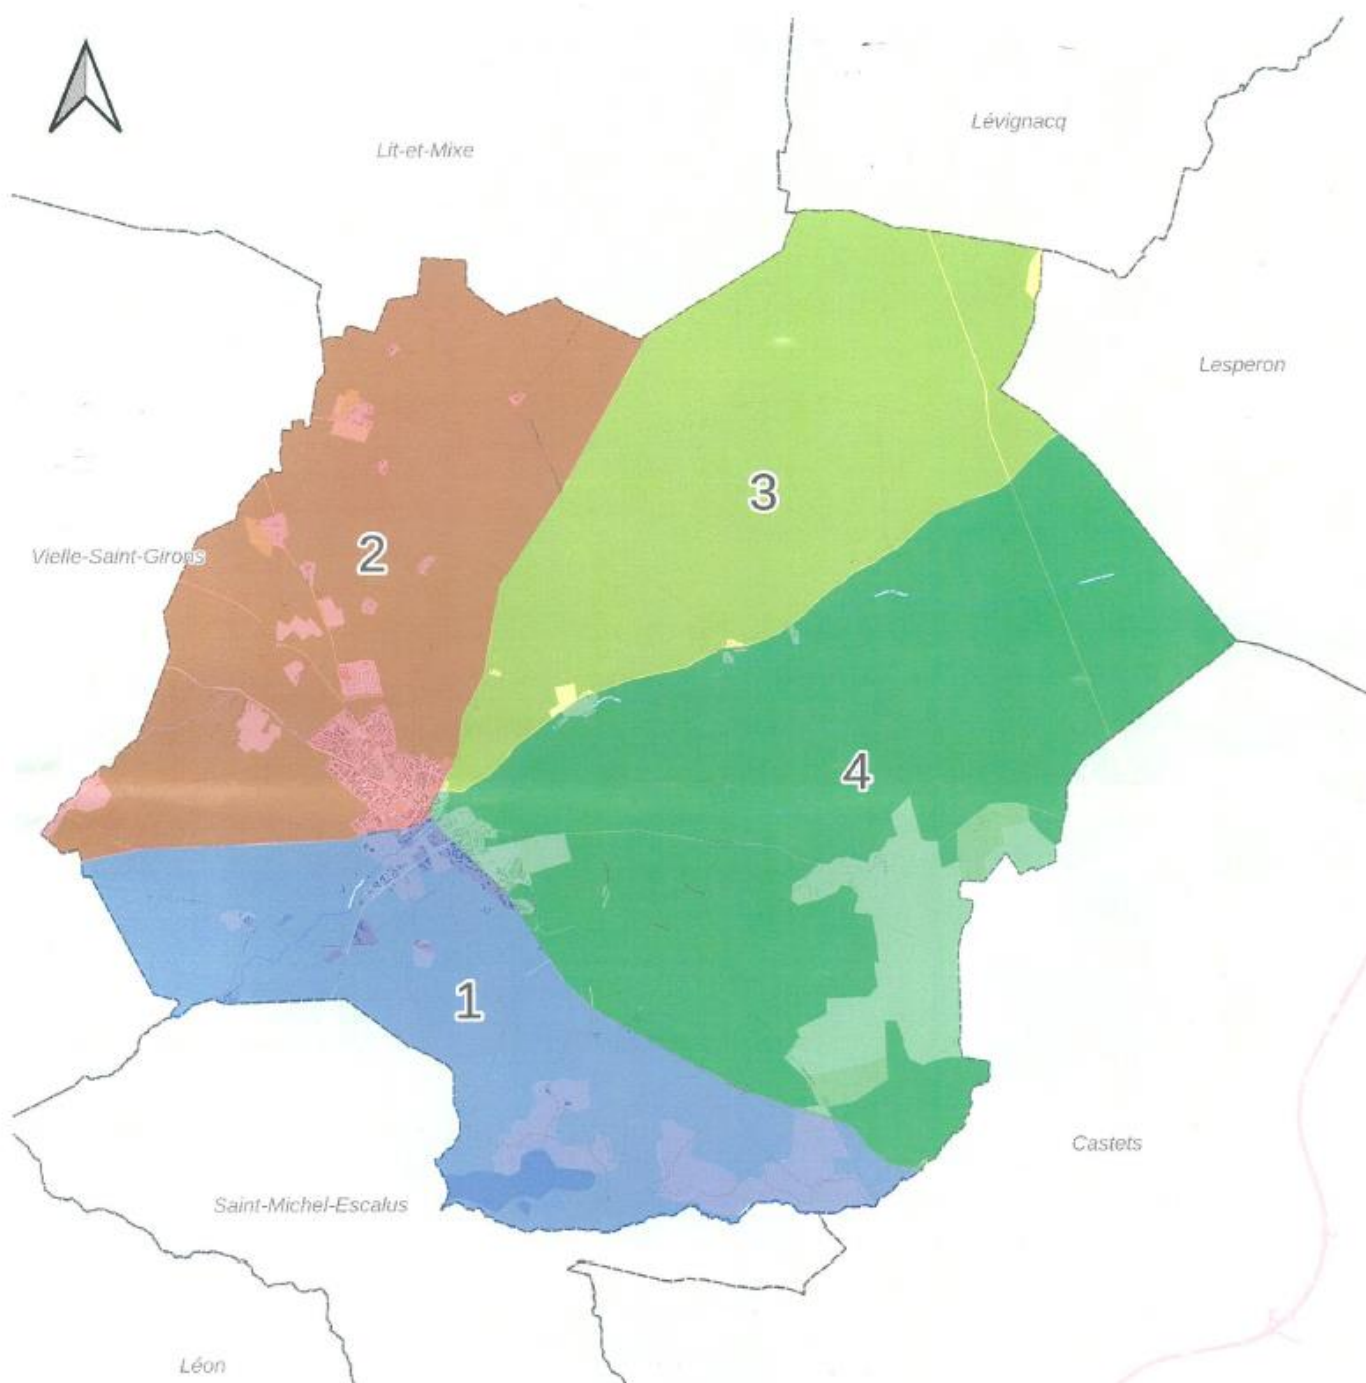 Lévignacq
Lit-et-Mixe
Lesperon
3
2
Vielle-Saint-Girons
4
1
Castets
Saint-Michel-Escalus
Léon